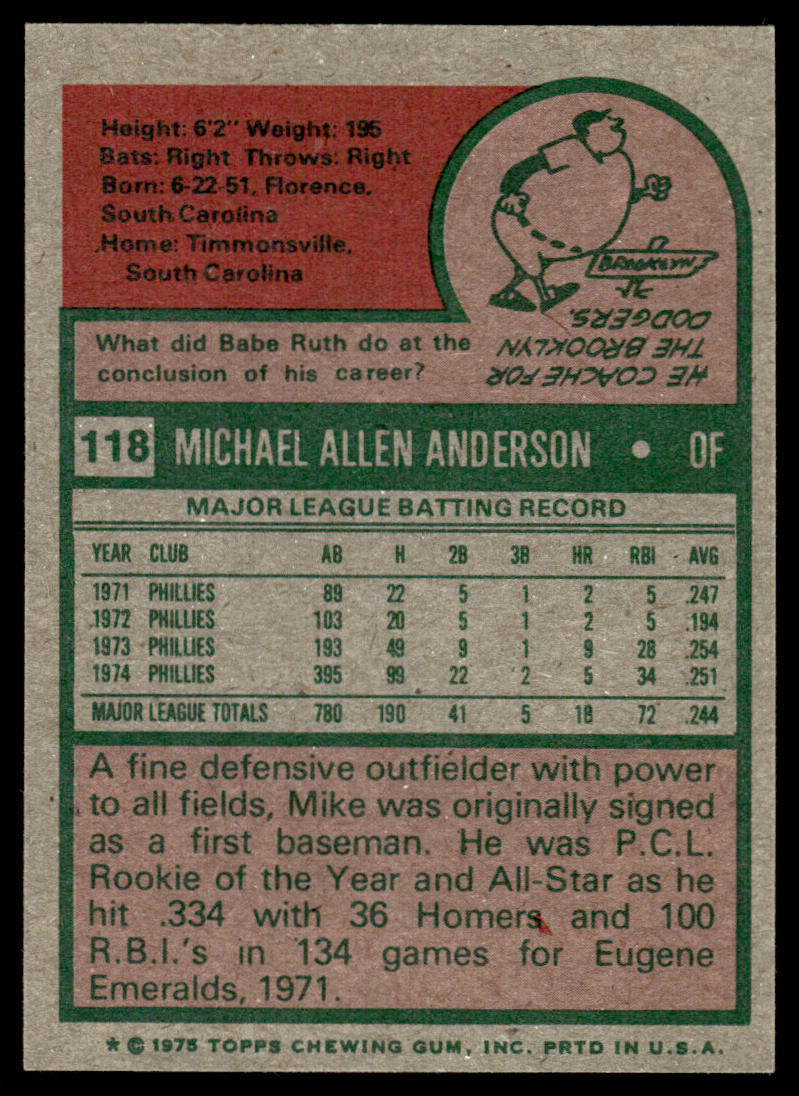 Height: 6'2" Weight: 195
Bats: Right Throws: Right
Born: 6-22-51, Florence,
South Carolina
Home: Timmonsville,
South Carolina
What did Babe Ruth do at the
conclusion of his career?
HE COACHE FOR
THE BROOKLYN
DODGERS.
BROOKLYN
118 MICHAEL ALLEN ANDERSON • OF
MAJOR LEAGUE BATTING RECORD
YEAR CLUB AB H 2B 3B HR RBI AVG
1971 PHILLIES 89 22 5 1 2 5 .247
1972 PHILLIES 103 20 5 1 2 5 .194
1973 PHILLIES 193 49 9 1 9 28 .254
1974 PHILLIES 395 99 22 2 5 34 .251
MAJOR LEAGUE TOTALS 780 190 41 5 18 72 .244
A fine defensive outfielder with power
to all fields, Mike was originally signed
as a first baseman. He was P.C.L.
Rookie of the Year and All-Star as he
hit .334 with 36 Homers and 100
R.B.I.'s in 134 games for Eugene
Emeralds, 1971.
* © 1975 TOPPS CHEWING GUM, INC. PRTD IN U.S.A.